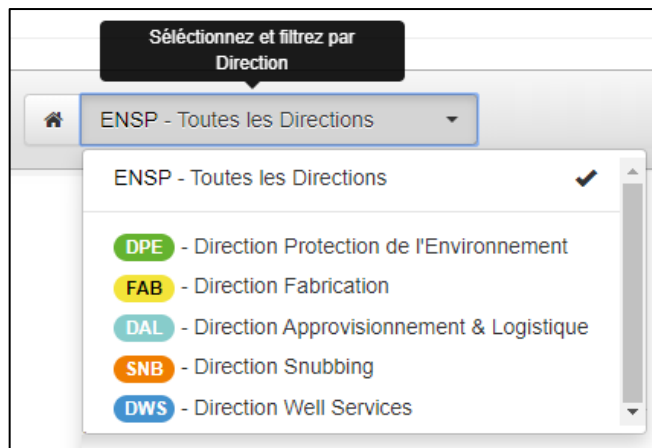 Séléctionnez et filtrez par
Direction
ENSP - Toutes les Directions
ENSP - Toutes les Directions
DPE - Direction Protection de l'Environnement
FAB - Direction Fabrication
DAL - Direction Approvisionnement & Logistique
SNB - Direction Snubbing
DWS - Direction Well Services